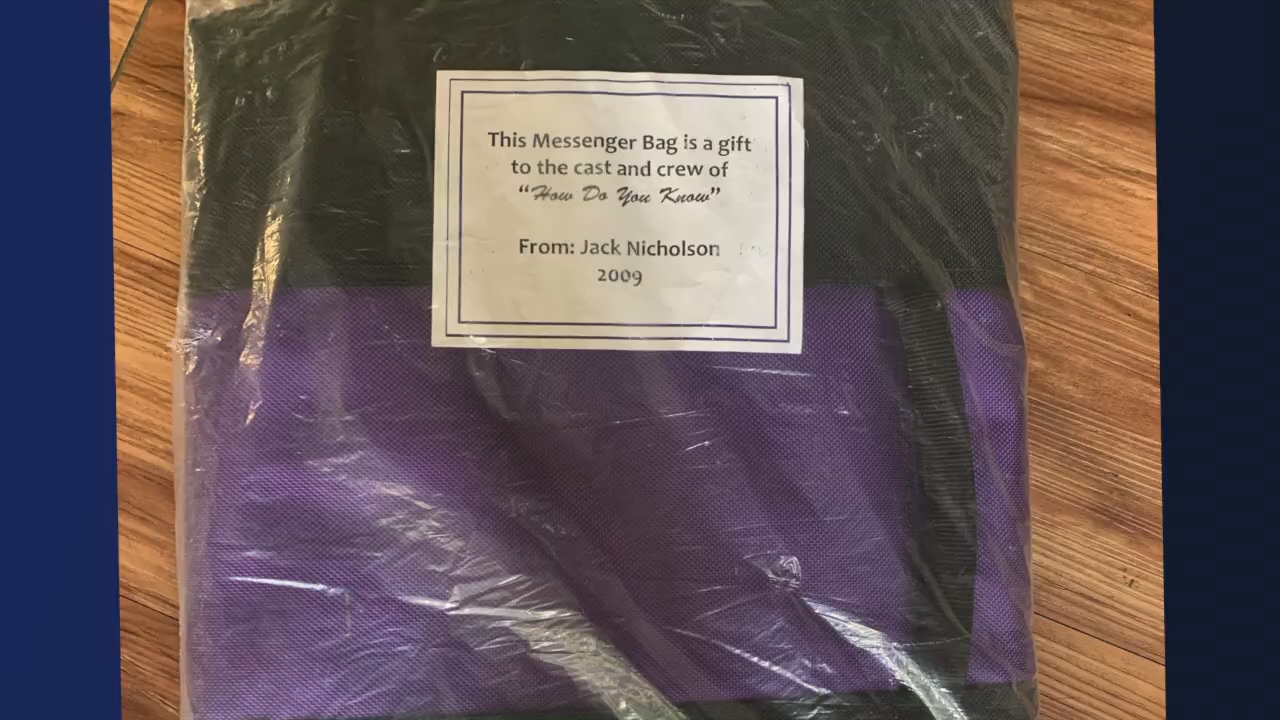 This Messenger Bag is a gift
to the cast and crew of
“How Do You Know”
From: Jack Nicholson
2009